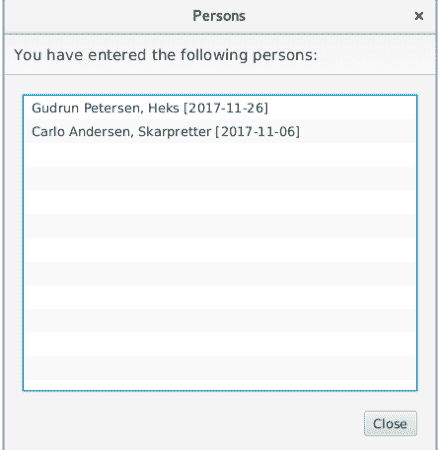 Persons
You have entered the following persons:
Gudrun Petersen, Heks [2017-11-26]
Carlo Andersen, Skarpretter [2017-11-06]
Close